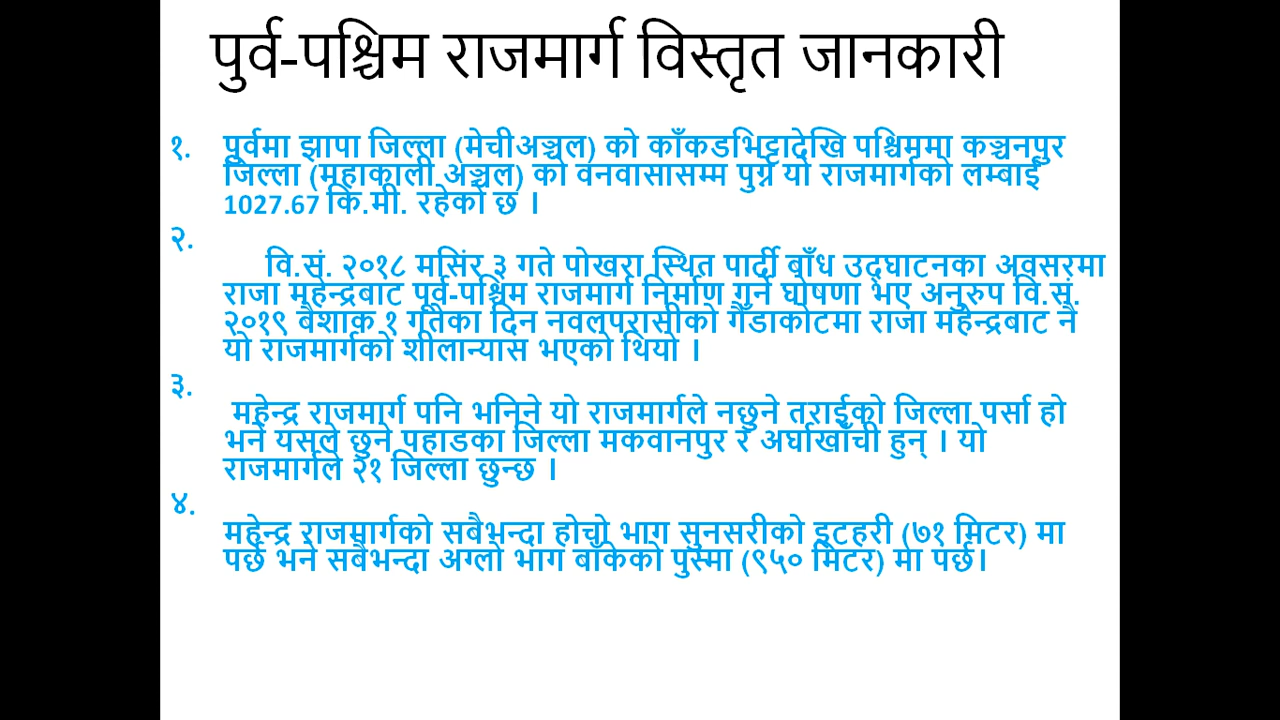 पुर्व-पश्चिम राजमार्ग विस्तृत जानकारी
१. पुर्वमा झापा जिल्ला (मेचीअञ्चल) को काँकडभिट्टादेखि पश्चिममा कञ्चनपुर
जिल्ला (महाकाली अञ्चल) को वनवासासम्म पुग्ने यो राजमार्गको लम्बाई
1027.67 कि.मी. रहेको छ ।
२.
वि.सं. २०१८ मसिंर ३ गते पोखरा स्थित पार्दी बाँध उद्घाटनका अवसरमा
राजा महेन्द्रबाट पूर्व-पश्चिम राजमार्ग निर्माण गर्ने घोषणा भए अनुरुप वि.सं.
२०१९ बैशाक १ गतेका दिन नवलपरासीको गैँडाकोटमा राजा महेन्द्रबाट नै
यो राजमार्गको शीलान्यास भएको थियो ।
३.
महेन्द्र राजमार्ग पनि भनिने यो राजमार्गले नछुने तराईको जिल्ला पर्सा हो
भने यसले छुने पहाडका जिल्ला मकवानपुर र अर्घाखाँची हुन् । यो
राजमार्गले २१ जिल्ला छुन्छ ।
४.
महेन्द्र राजमार्गको सबैभन्दा होचो भाग सुनसरीको इटहरी (७१ मिटर) मा
पर्छ भने सबैभन्दा अग्लो भाग बाँकेको पुस्मा (९५० मिटर) मा पर्छ।